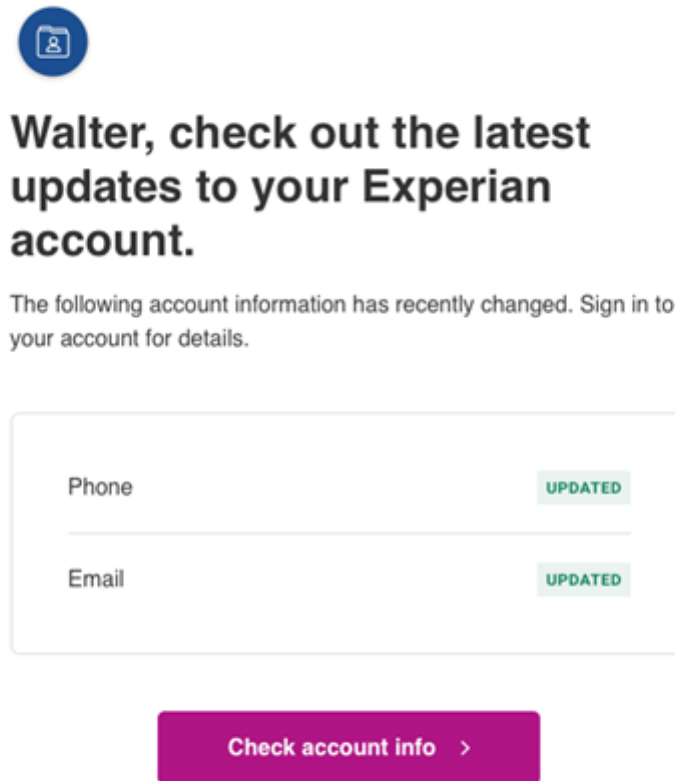 Walter, check out the latest
updates to your Experian
account.
The following account information has recently changed. Sign in to
your account for details.
Phone UPDATED
Email UPDATED
Check account info >